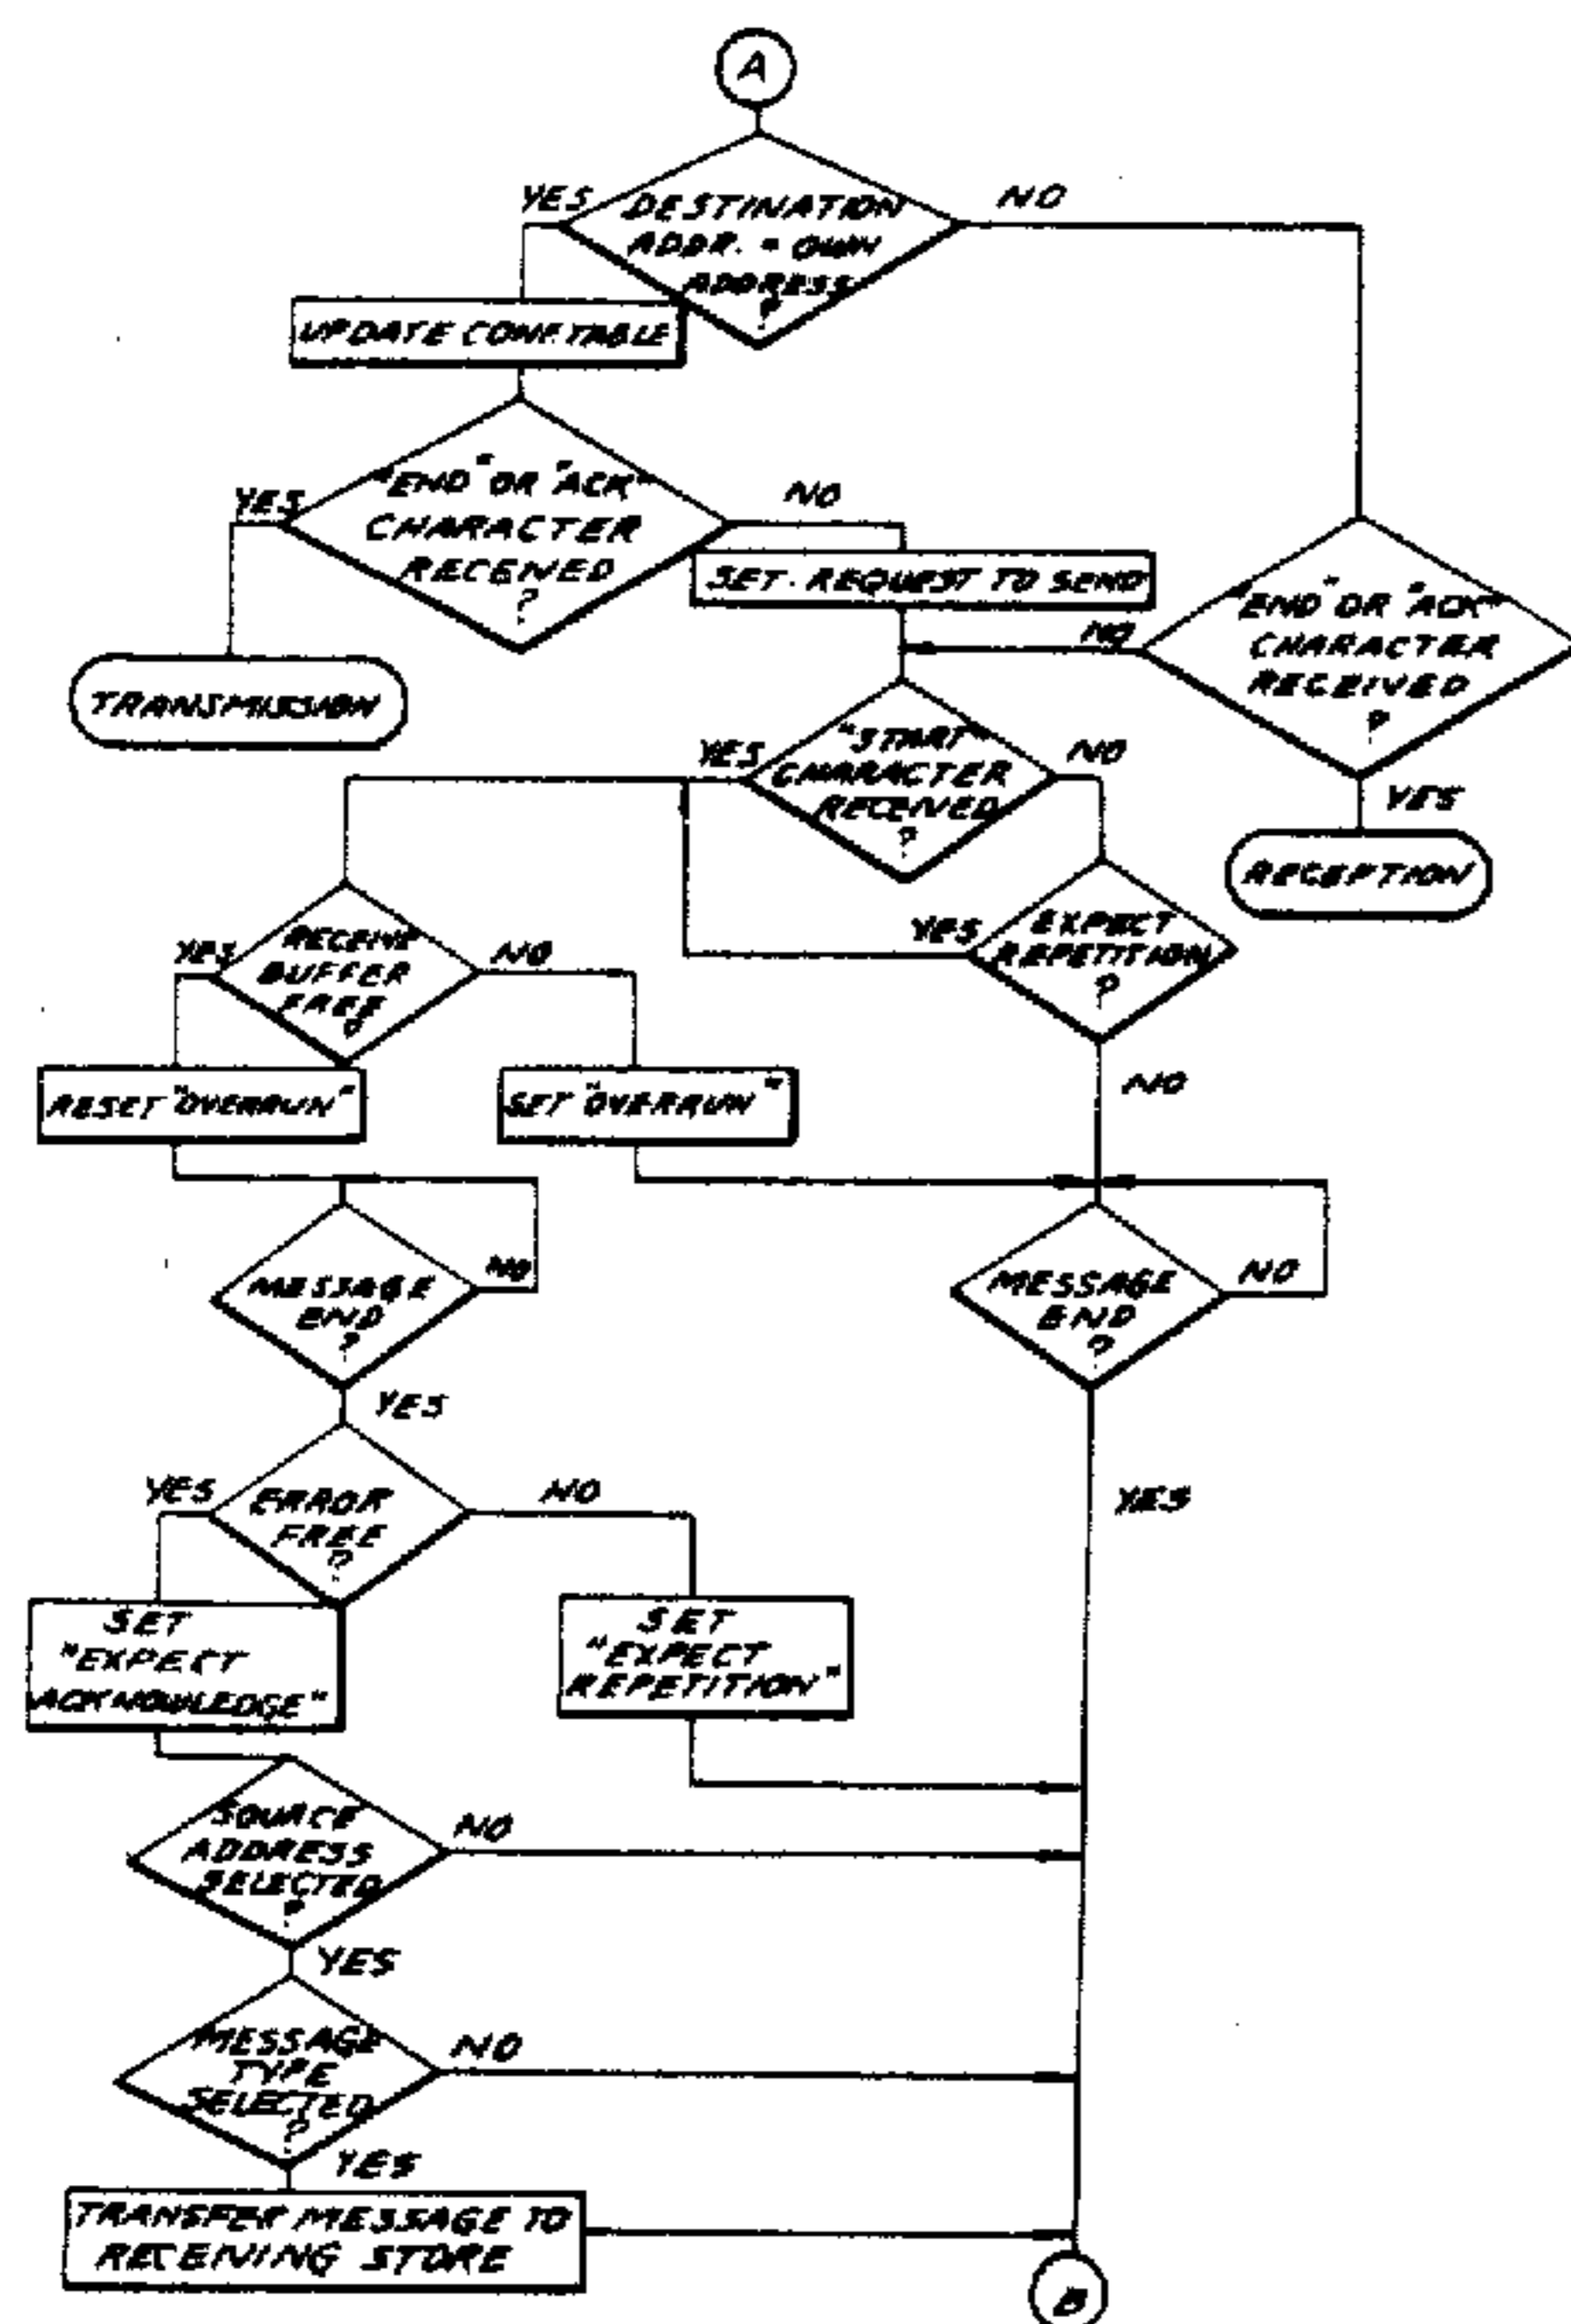 A
YES
DESTINATION
ADDR. = OWN
ADDRESS
?
NO
UPDATE CONF.TABLE
YES
"END" OR "ACK"
CHARACTER
RECEIVED
?
NO
SET. REQUEST TO SEND
TRANSMISSION
NO
"END" OR "ACK"
CHARACTER
RECEIVED
?
YES
RECEPTION
YES
"START"
CHARACTER
RECEIVED
?
NO
YES
EXPECT
REPETITION
?
NO
YES
RECEIVE
BUFFER
FREE
?
NO
RESET "OVERRUN"
SET "OVERRUN"
MESSAGE
END
?
NO
YES
MESSAGE
END
?
NO
YES
YES
ERROR
FREE
?
NO
SET
"EXPECT
ACKNOWLEDGE"
SET
"EXPECT
REPETITION"
SOURCE
ADDRESS
SELECTED
?
NO
YES
MESSAGE
TYPE
SELECTED
?
NO
YES
TRANSFER MESSAGE TO
RECEIVING STORE
B